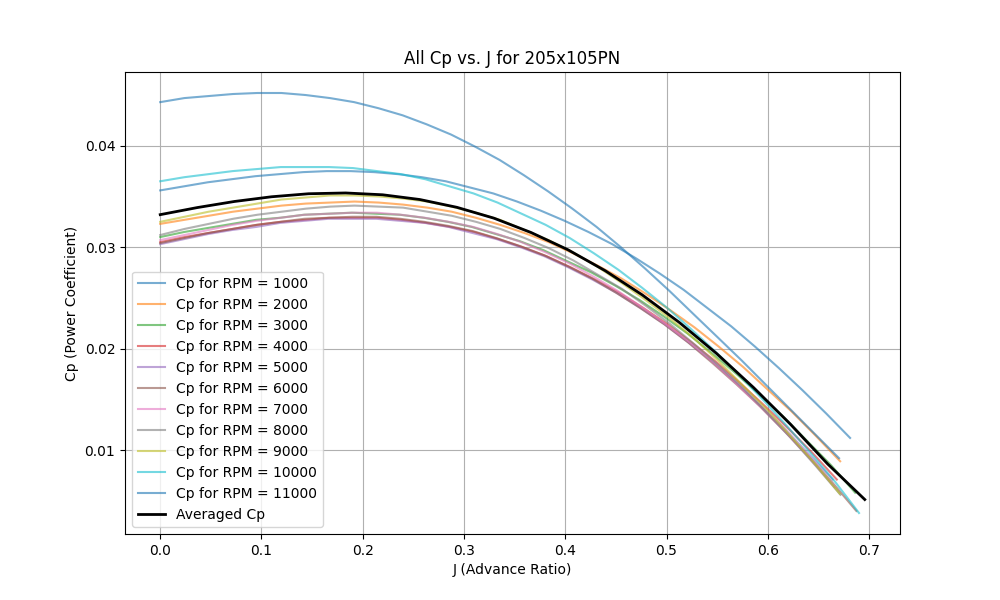 All Cp vs. J for 205x105PN
Cp (Power Coefficient)
0.04
0.03
0.02
0.01
Cp for RPM = 1000
Cp for RPM = 2000
Cp for RPM = 3000
Cp for RPM = 4000
Cp for RPM = 5000
Cp for RPM = 6000
Cp for RPM = 7000
Cp for RPM = 8000
Cp for RPM = 9000
Cp for RPM = 10000
Cp for RPM = 11000
Averaged Cp
0.0 0.1 0.2 0.3 0.4 0.5 0.6 0.7
J (Advance Ratio)